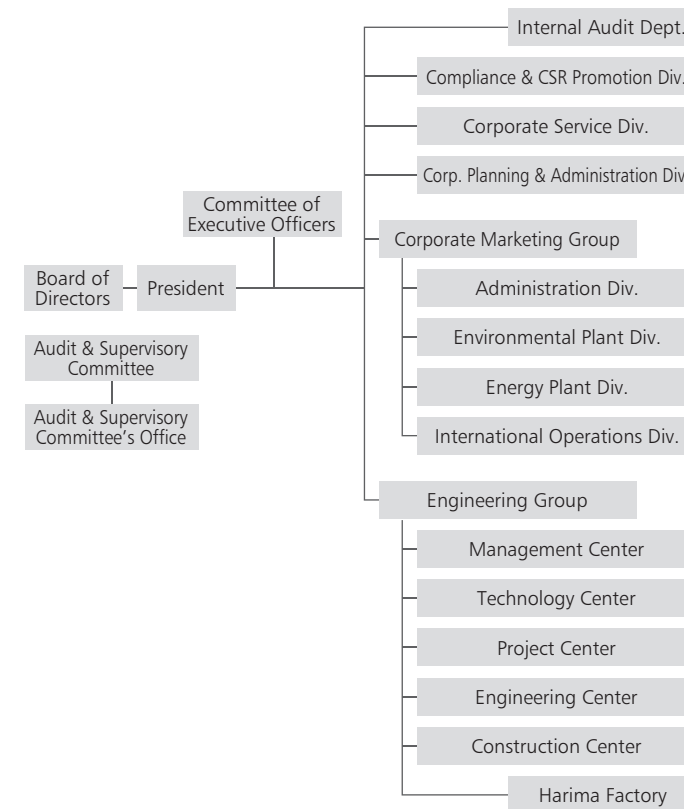 Internal Audit Dept.
Compliance & CSR Promotion Div.
Corporate Service Div.
Corp. Planning & Administration Div
Committee of
Executive Officers
Corporate Marketing Group
Board of
Directors
President
Administration Div.
Environmental Plant Div.
Audit & Supervisory
Committee
Energy Plant Div.
Audit & Supervisory
Committee's Office
International Operations Div.
Engineering Group
Management Center
Technology Center
Project Center
Engineering Center
Construction Center
Harima Factory